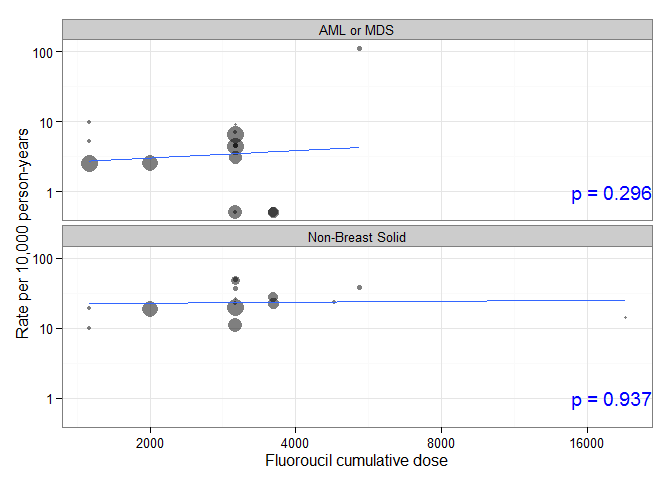 AML or MDS
100
10
1
p = 0.296
Non-Breast Solid
100
10
1
p = 0.937
Rate per 10,000 person-years
2000 4000 8000 16000
Fluoroucil cumulative dose